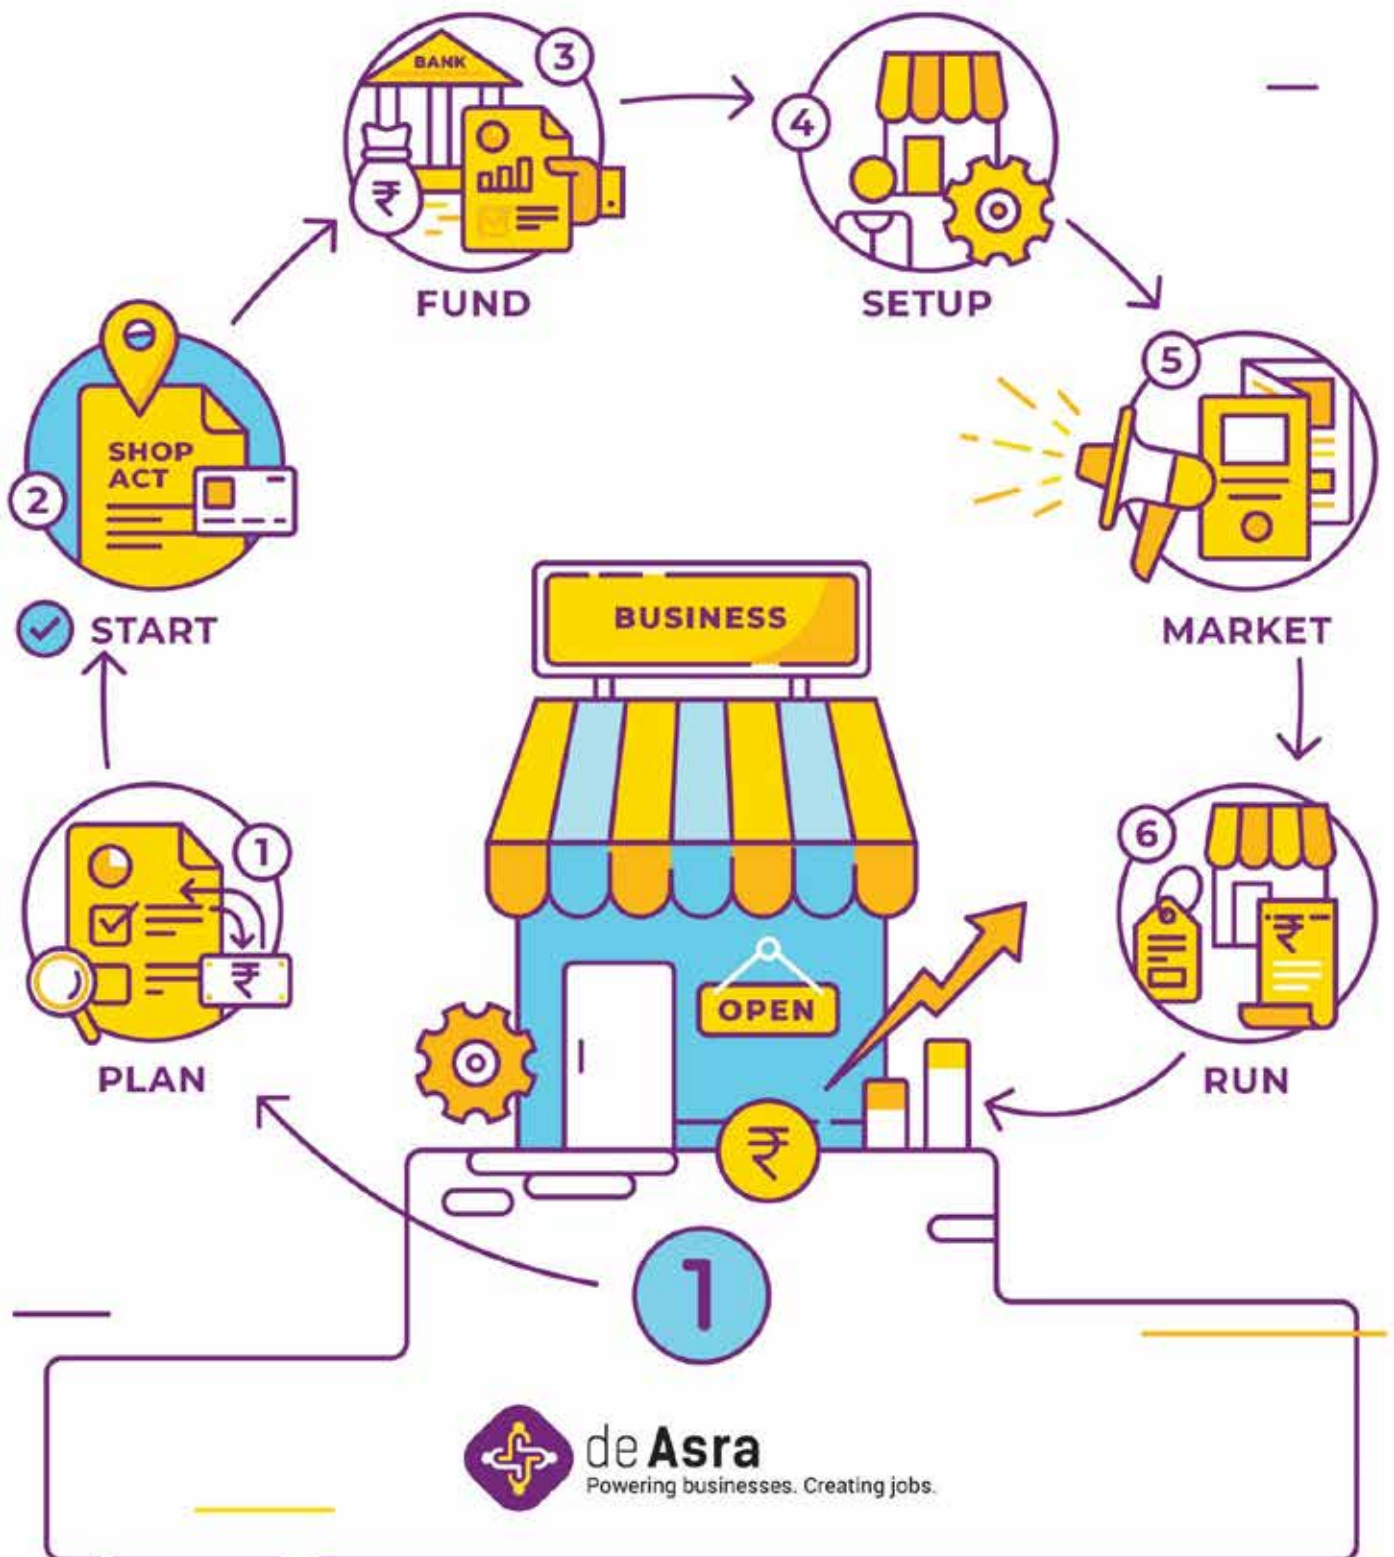 BANK
3
₹
FUND
4
SETUP
5
MARKET
SHOP
ACT
2
START
BUSINESS
1
₹
PLAN
OPEN
₹
6
₹
RUN
1
de Asra
Powering businesses. Creating jobs.